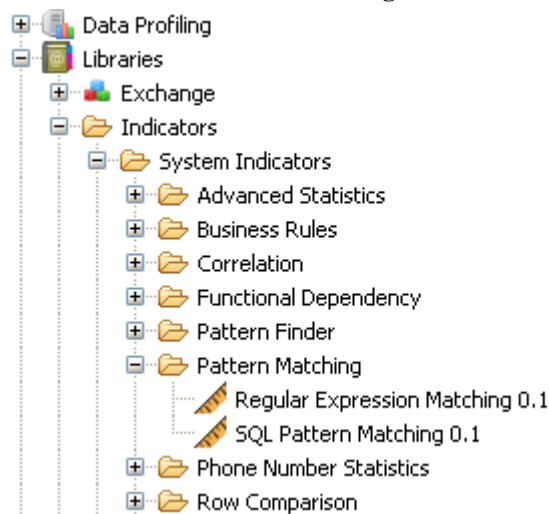 Data Profiling
Libraries
Exchange
Indicators
System Indicators
Advanced Statistics
Business Rules
Correlation
Functional Dependency
Pattern Finder
Pattern Matching
Regular Expression Matching 0.1
SQL Pattern Matching 0.1
Phone Number Statistics
Row Comparison